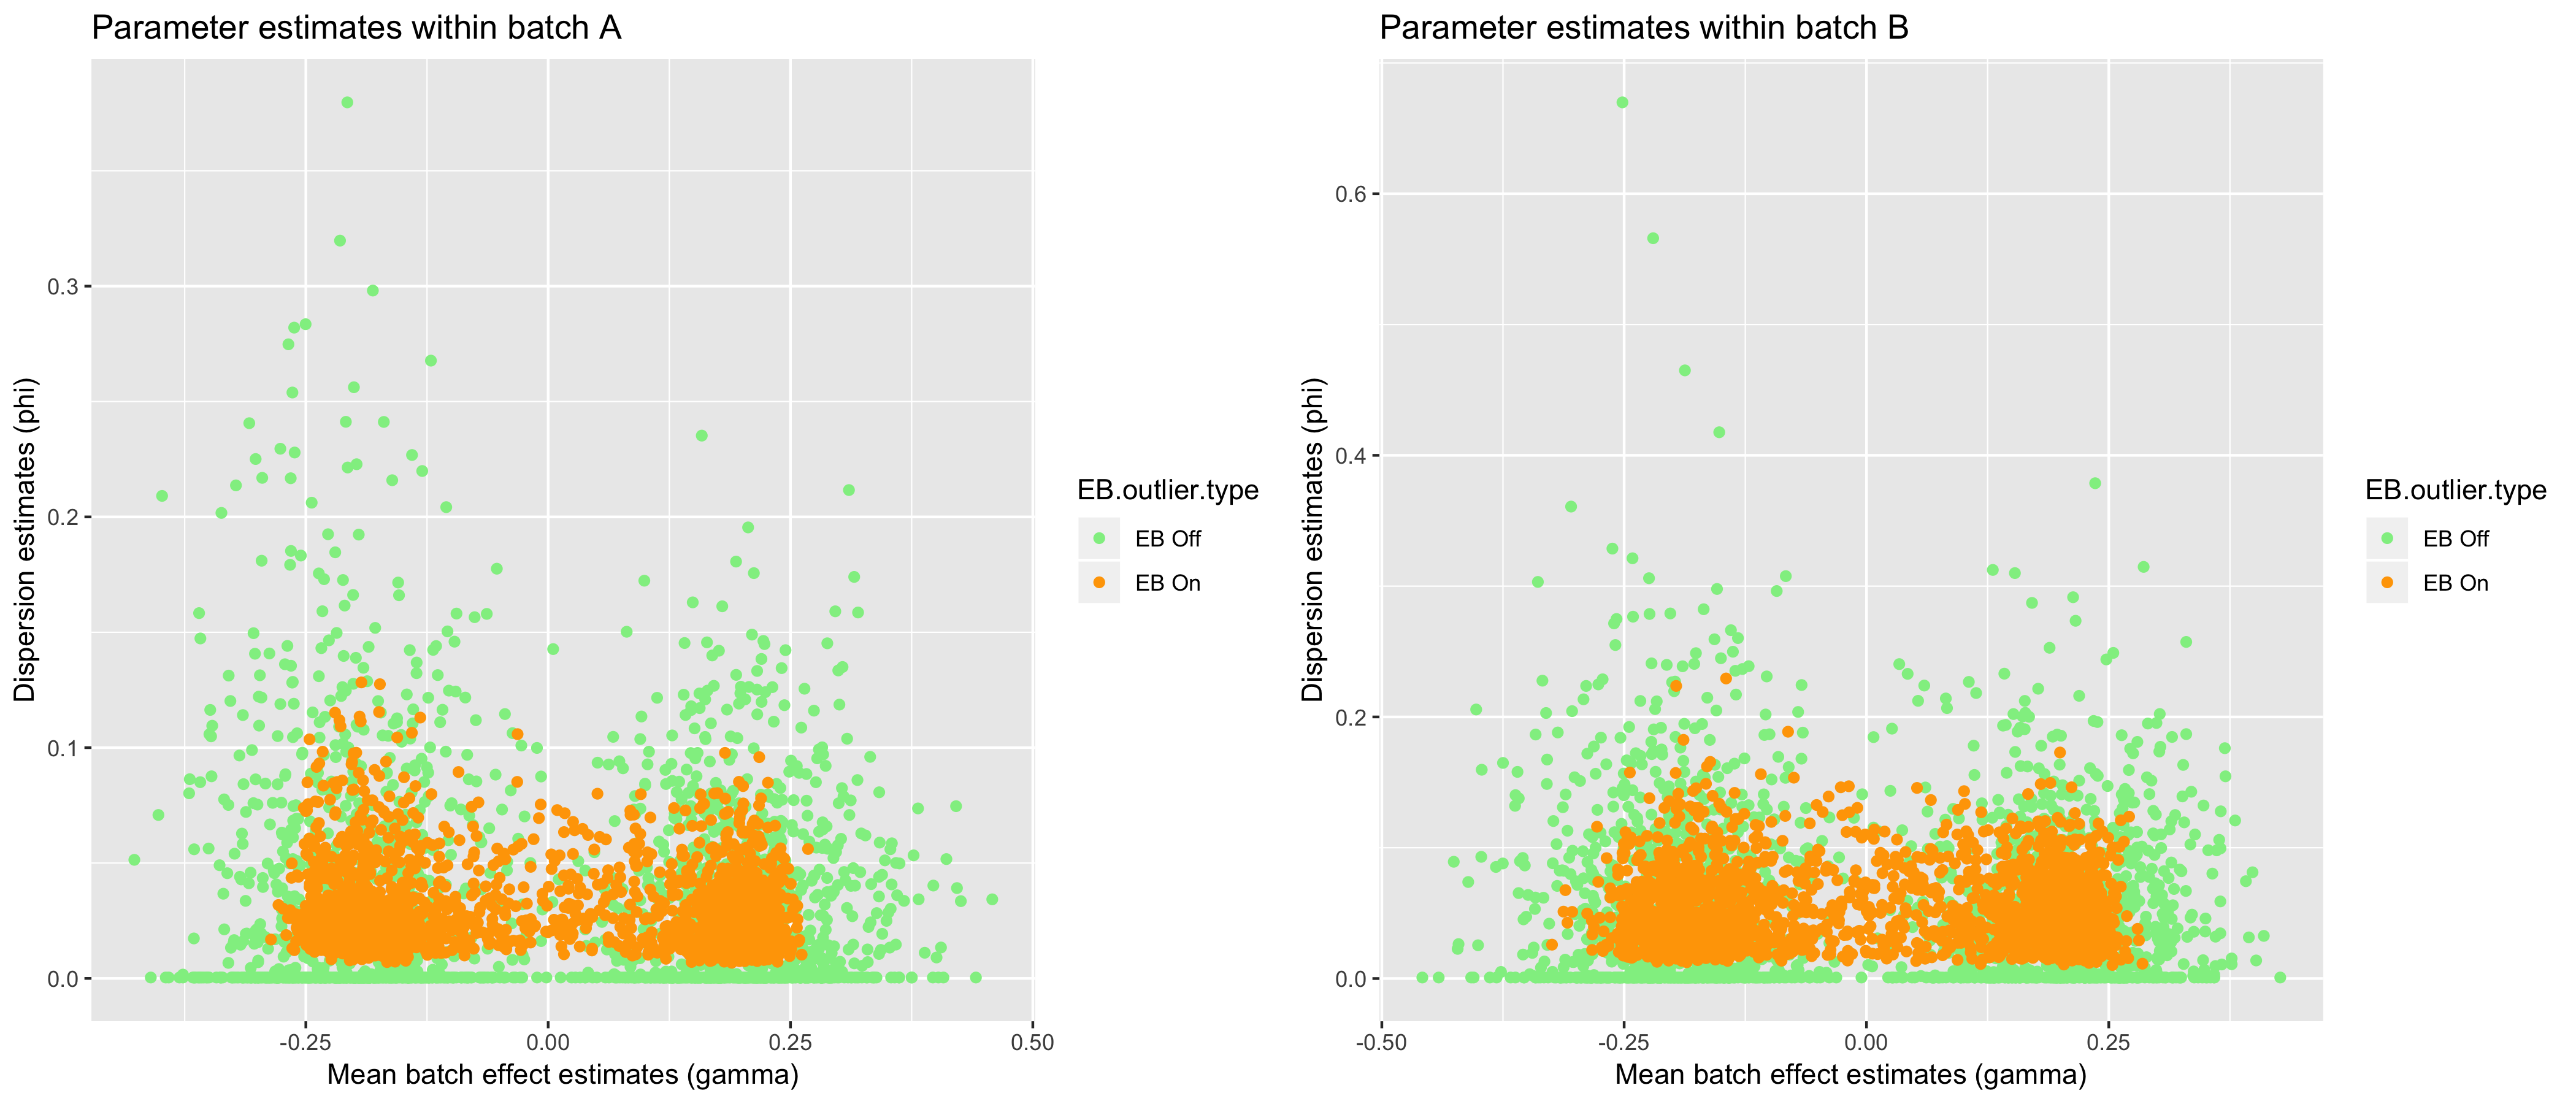 Parameter estimates within batch A
Dispersion estimates (phi)
0.3
0.2
0.1
0.0
-0.25
0.00
0.25
0.50
Mean batch effect estimates (gamma)
EB.outlier.type
EB Off
EB On
Parameter estimates within batch B
Dispersion estimates (phi)
0.6
0.4
0.2
0.0
-0.50
-0.25
0.00
0.25
Mean batch effect estimates (gamma)
EB.outlier.type
EB Off
EB On